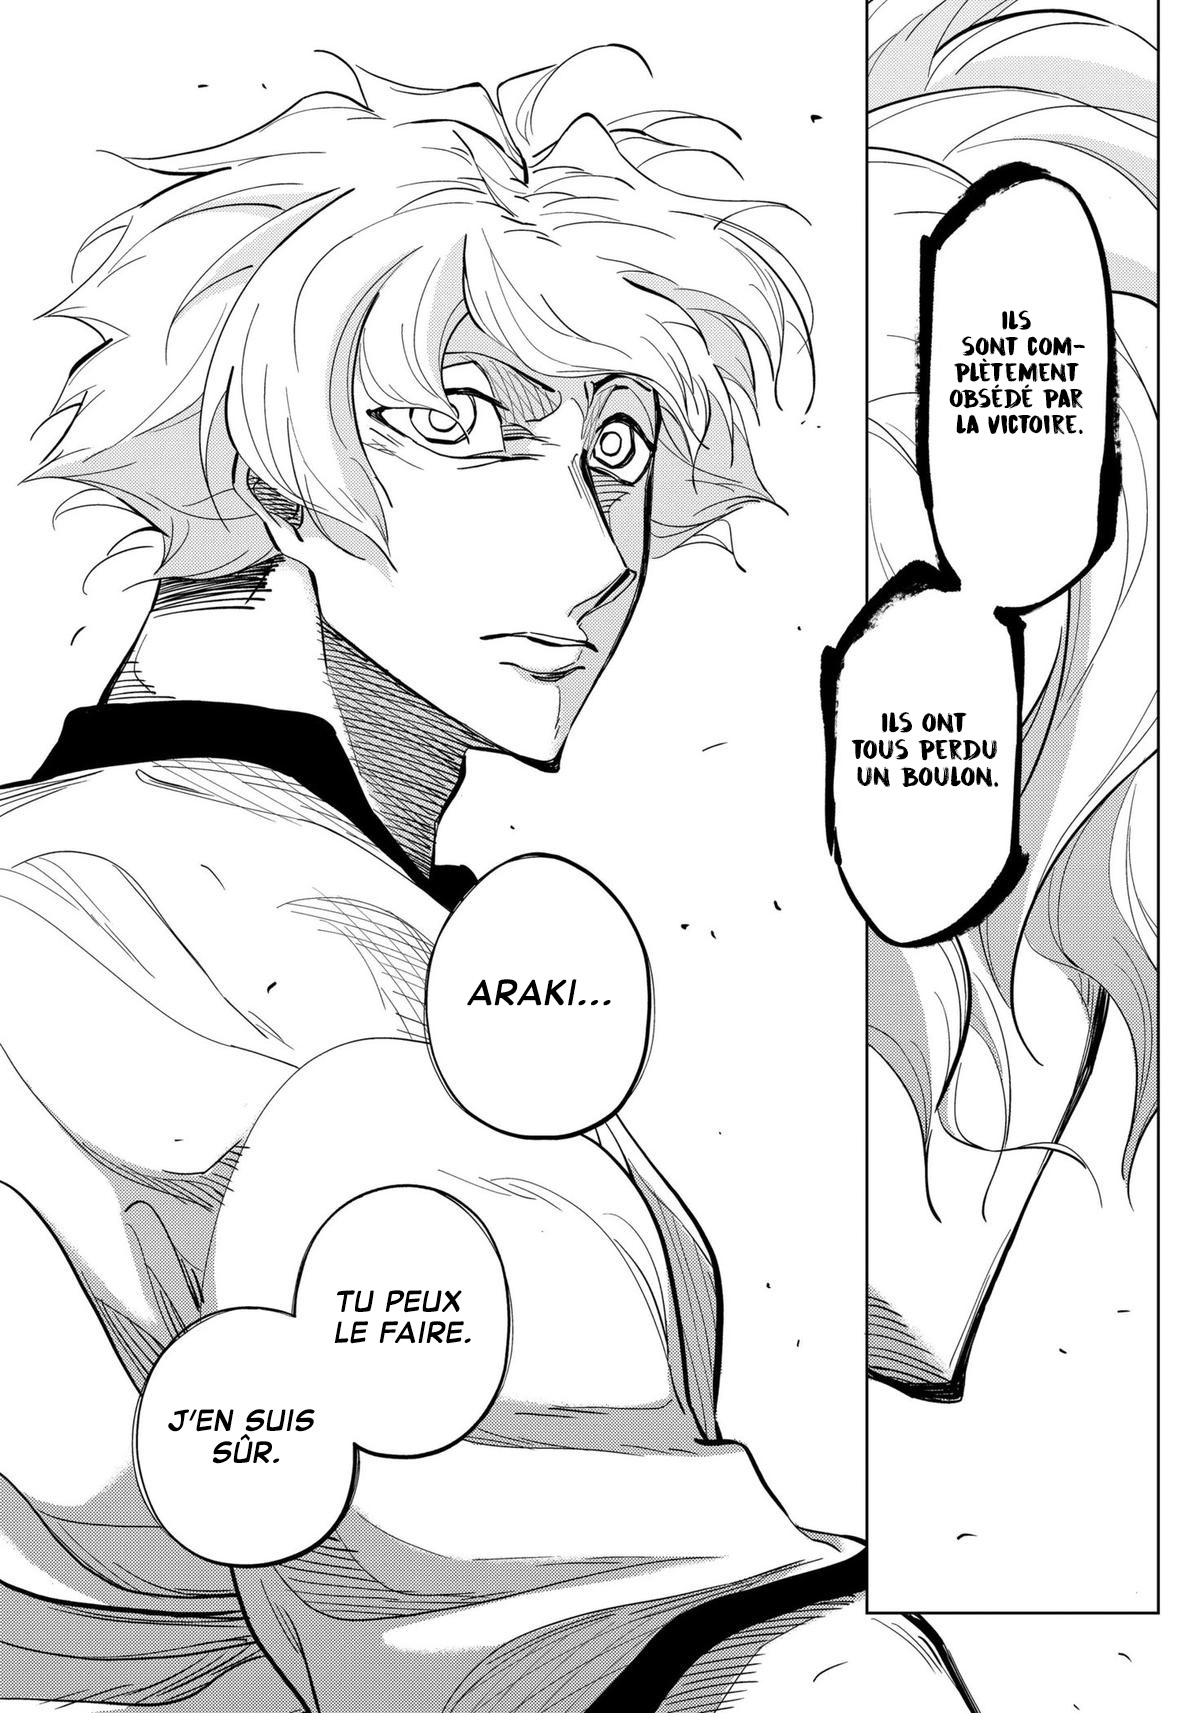 ILS
SONT COM-
PLÈTEMENT
OBSÉDÉ PAR
LA VICTOIRE.
ILS ONT
TOUS PERDU
UN BOULON.
ARAKI...
TU PEUX
LE FAIRE.
J'EN SUIS
SÛR.